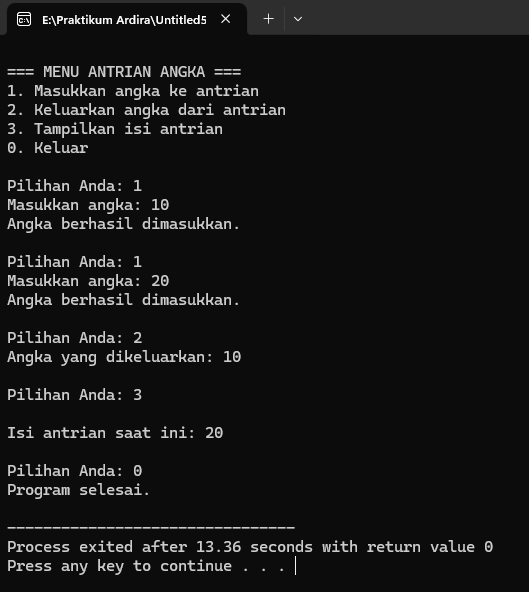 E:\Praktikum Ardira\Untitled5
=== MENU ANTRIAN ANGKA ===
1. Masukkan angka ke antrian
2. Keluarkan angka dari antrian
3. Tampilkan isi antrian
0. Keluar
Pilihan Anda: 1
Masukkan angka: 10
Angka berhasil dimasukkan.
Pilihan Anda: 1
Masukkan angka: 20
Angka berhasil dimasukkan.
Pilihan Anda: 2
Angka yang dikeluarkan: 10
Pilihan Anda: 3
Isi antrian saat ini: 20
Pilihan Anda: 0
Program selesai.
--------------------------------
Process exited after 13.36 seconds with return value 0
Press any key to continue . . .